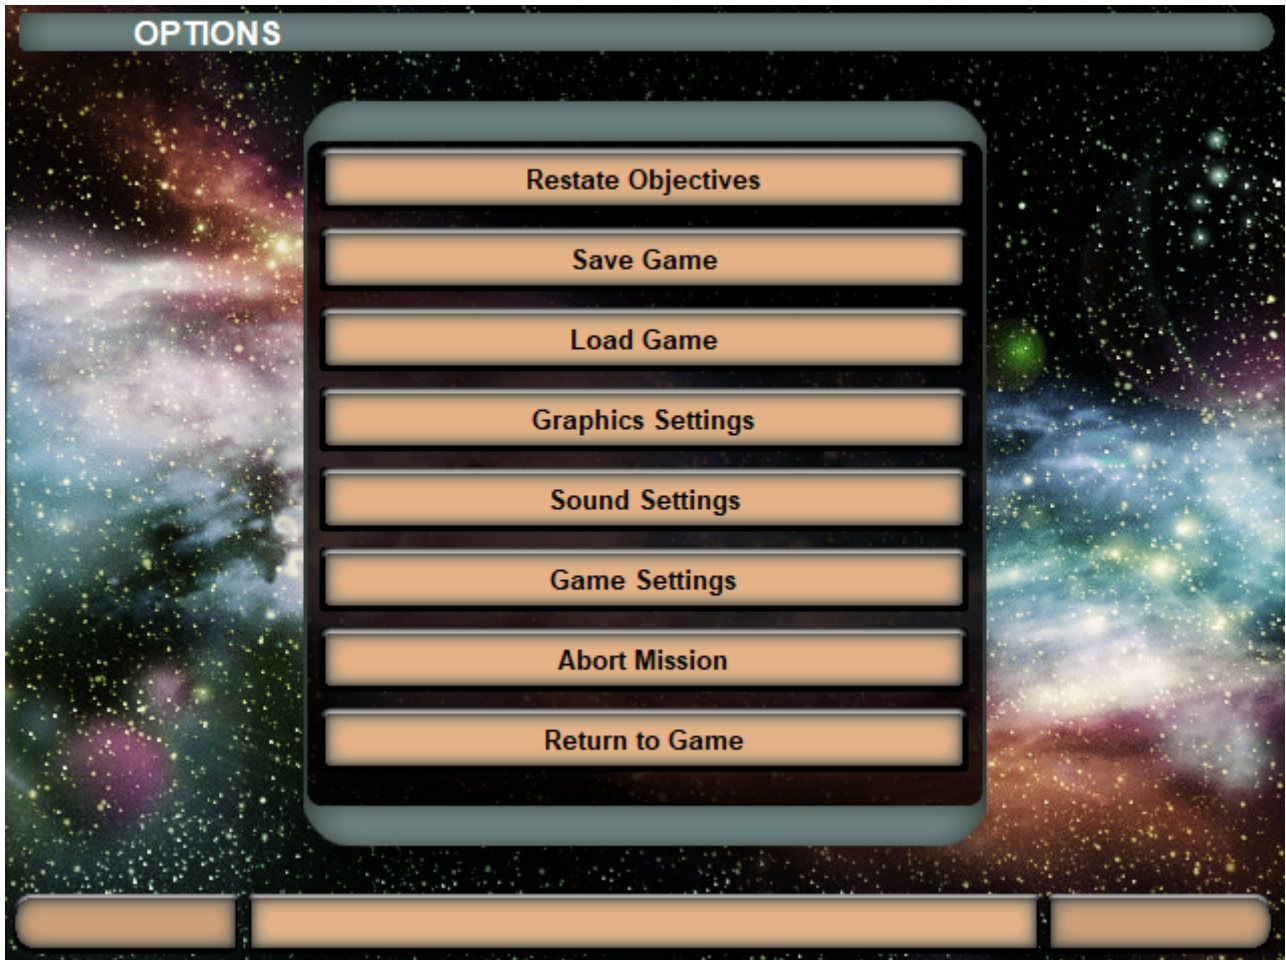 OPTIONS
Restate Objectives
Save Game
Load Game
Graphics Settings
Sound Settings
Game Settings
Abort Mission
Return to Game